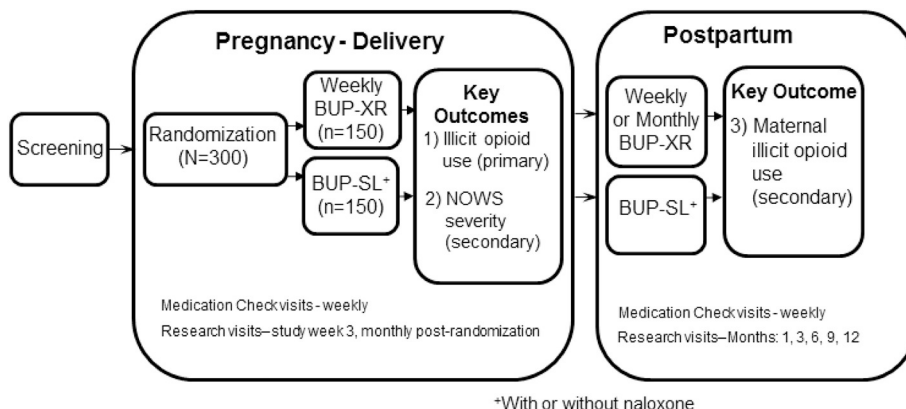 Pregnancy - Delivery
Screening
Randomization
(N=300)
Weekly
BUP-XR
(n=150)
BUP-SL+
(n=150)
Key
Outcomes
1) Illicit opioid
use (primary)
2) NOWS
severity
(secondary)
Medication Check visits - weekly
Research visits–study week 3, monthly post-randomization
Postpartum
Weekly
or Monthly
BUP-XR
BUP-SL+
Key Outcome
3) Maternal
illicit opioid
use
(secondary)
Medication Check visits - weekly
Research visits–Months: 1, 3, 6, 9, 12
+With or without naloxone